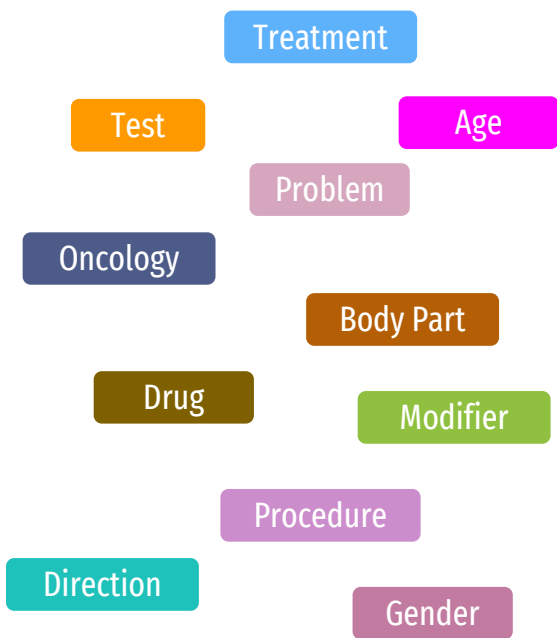 Treatment
Test
Age
Problem
Oncology
Body Part
Drug
Modifier
Procedure
Direction
Gender